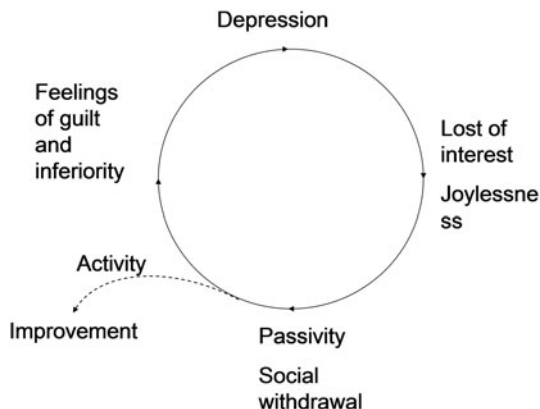 Depression
Feelings
of guilt
and
inferiority
Lost of
interest
Joylessne
ss
Activity
Improvement
Passivity
Social
withdrawal